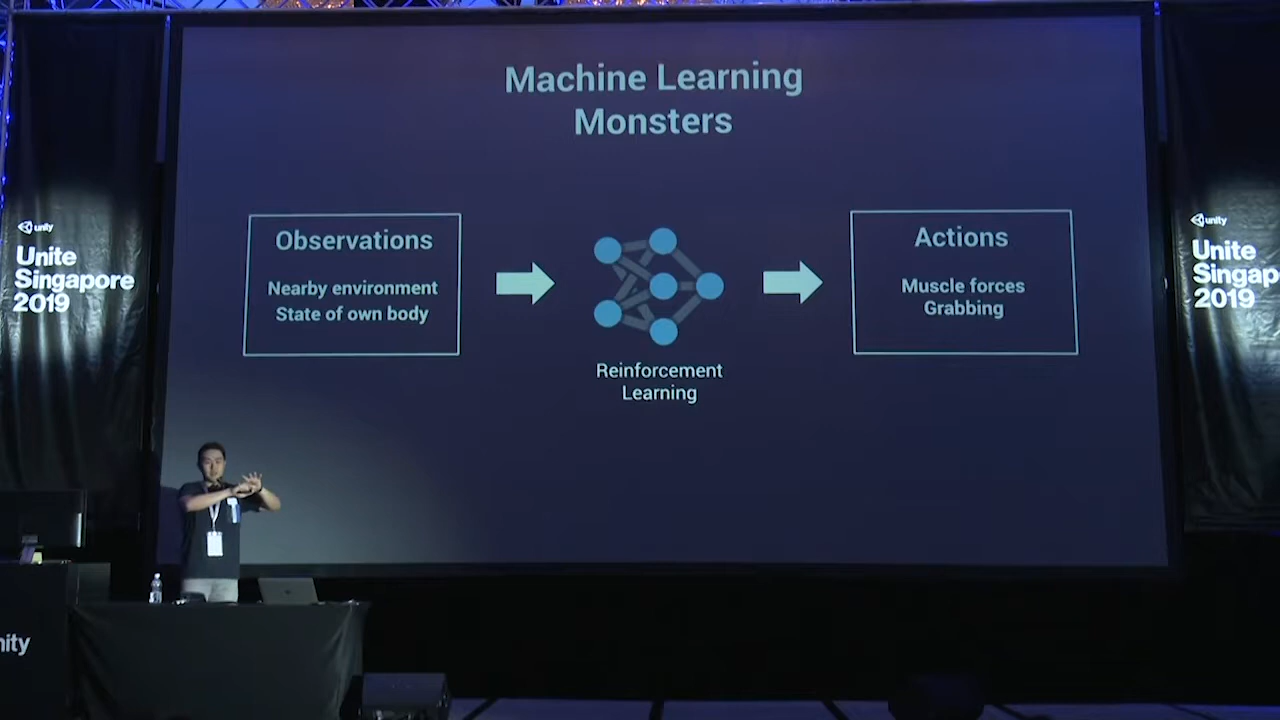 Machine Learning
Monsters
Observations
Nearby environment
State of own body
Reinforcement
Learning
Actions
Muscle forces
Grabbing
unity
Unite
Singapore
2019
unity
Unite
Singap
2019
nity